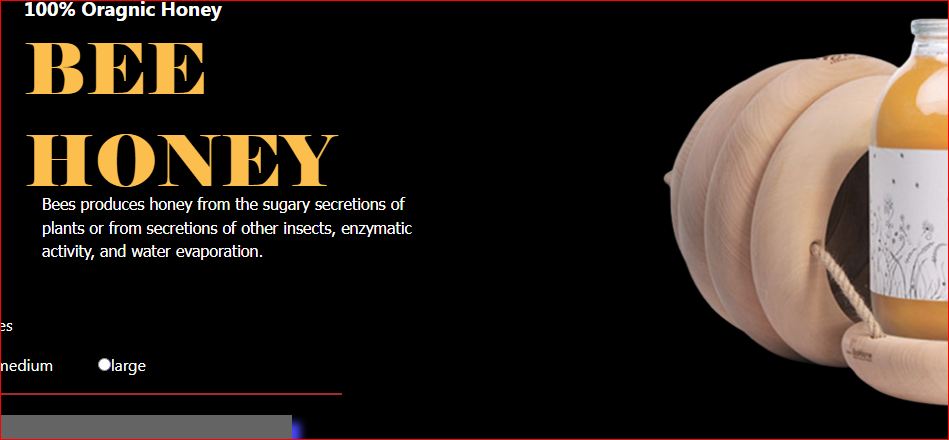 100% Oragnic Honey
BEE
HONEY
Bees produces honey from the sugary secretions of
plants or from secretions of other insects, enzymatic
activity, and water evaporation.
es
medium large